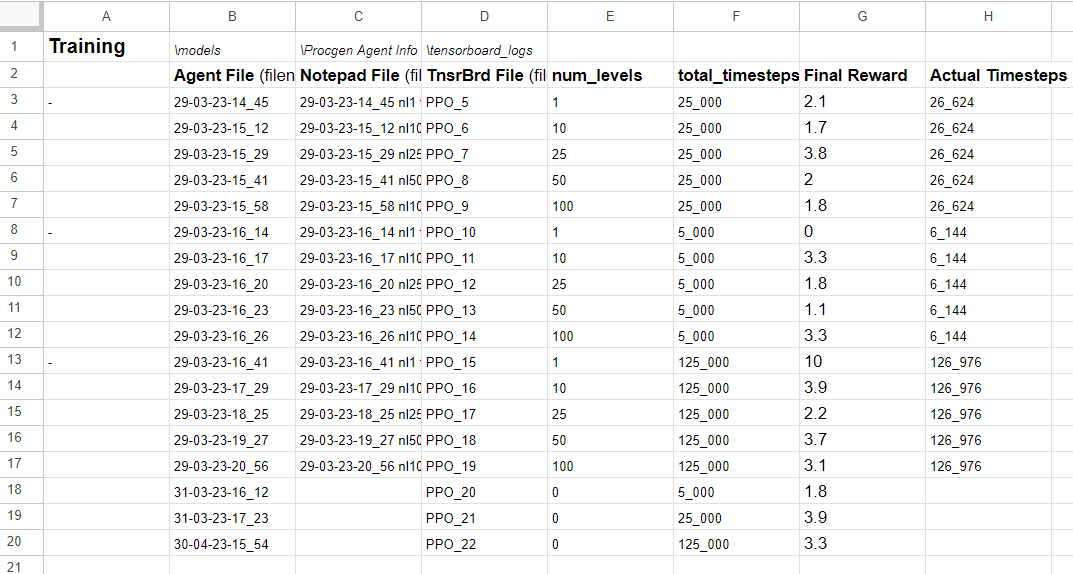 A B C D E F G H
1 Training \models \Procgen Agent Info \tensorboard_logs
2 Agent File (filen Notepad File (fil TnsrBrd File (fil num_levels total_timesteps Final Reward Actual Timesteps
3 - 29-03-23-14_45 29-03-23-14_45 nl1 PPO_5 1 25_000 2.1 26_624
4 29-03-23-15_12 29-03-23-15_12 nl10 PPO_6 10 25_000 1.7 26_624
5 29-03-23-15_29 29-03-23-15_29 nl25 PPO_7 25 25_000 3.8 26_624
6 29-03-23-15_41 29-03-23-15_41 nl50 PPO_8 50 25_000 2 26_624
7 29-03-23-15_58 29-03-23-15_58 nl10 PPO_9 100 25_000 1.8 26_624
8 - 29-03-23-16_14 29-03-23-16_14 nl1 PPO_10 1 5_000 0 6_144
9 29-03-23-16_17 29-03-23-16_17 nl10 PPO_11 10 5_000 3.3 6_144
10 29-03-23-16_20 29-03-23-16_20 nl25 PPO_12 25 5_000 1.8 6_144
11 29-03-23-16_23 29-03-23-16_23 nl50 PPO_13 50 5_000 1.1 6_144
12 29-03-23-16_26 29-03-23-16_26 nl10 PPO_14 100 5_000 3.3 6_144
13 - 29-03-23-16_41 29-03-23-16_41 nl1 PPO_15 1 125_000 10 126_976
14 29-03-23-17_29 29-03-23-17_29 nl10 PPO_16 10 125_000 3.9 126_976
15 29-03-23-18_25 29-03-23-18_25 nl25 PPO_17 25 125_000 2.2 126_976
16 29-03-23-19_27 29-03-23-19_27 nl50 PPO_18 50 125_000 3.7 126_976
17 29-03-23-20_56 29-03-23-20_56 nl10 PPO_19 100 125_000 3.1 126_976
18 31-03-23-16_12 PPO_20 0 5_000 1.8
19 31-03-23-17_23 PPO_21 0 25_000 3.9
20 30-04-23-15_54 PPO_22 0 125_000 3.3
21